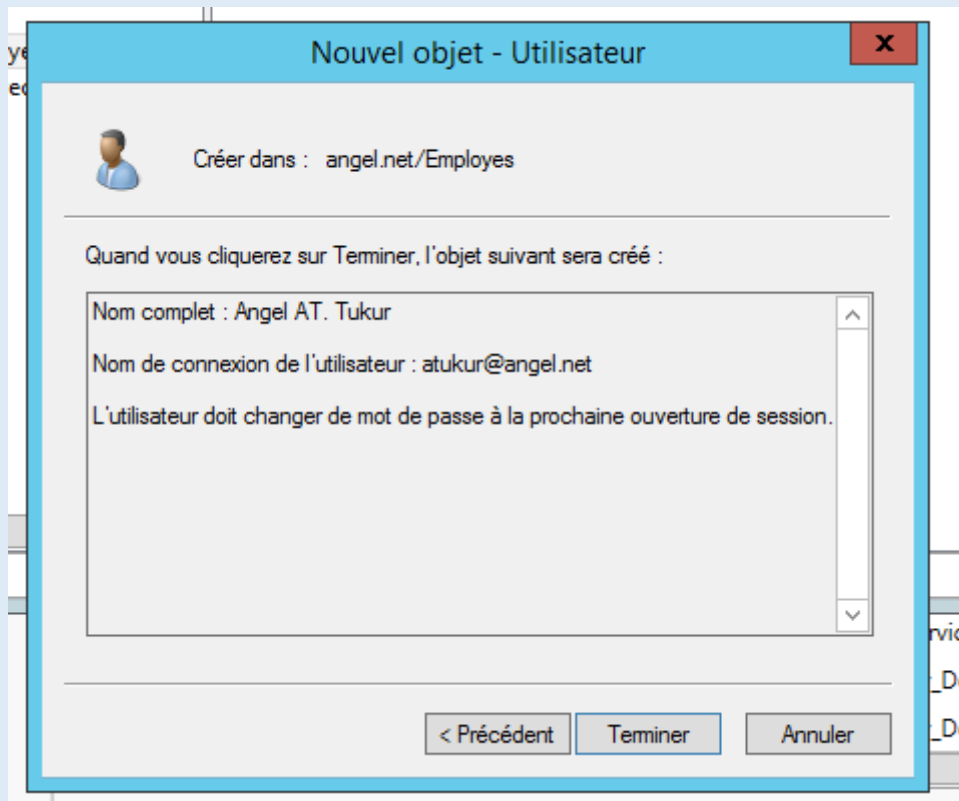 Nouvel objet - Utilisateur
x
Créer dans : angel.net/Employes
Quand vous cliquerez sur Terminer, l'objet suivant sera créé :
Nom complet : Angel AT. Tukur
Nom de connexion de l'utilisateur : atukur@angel.net
L'utilisateur doit changer de mot de passe à la prochaine ouverture de session.
< Précédent
Terminer
Annuler